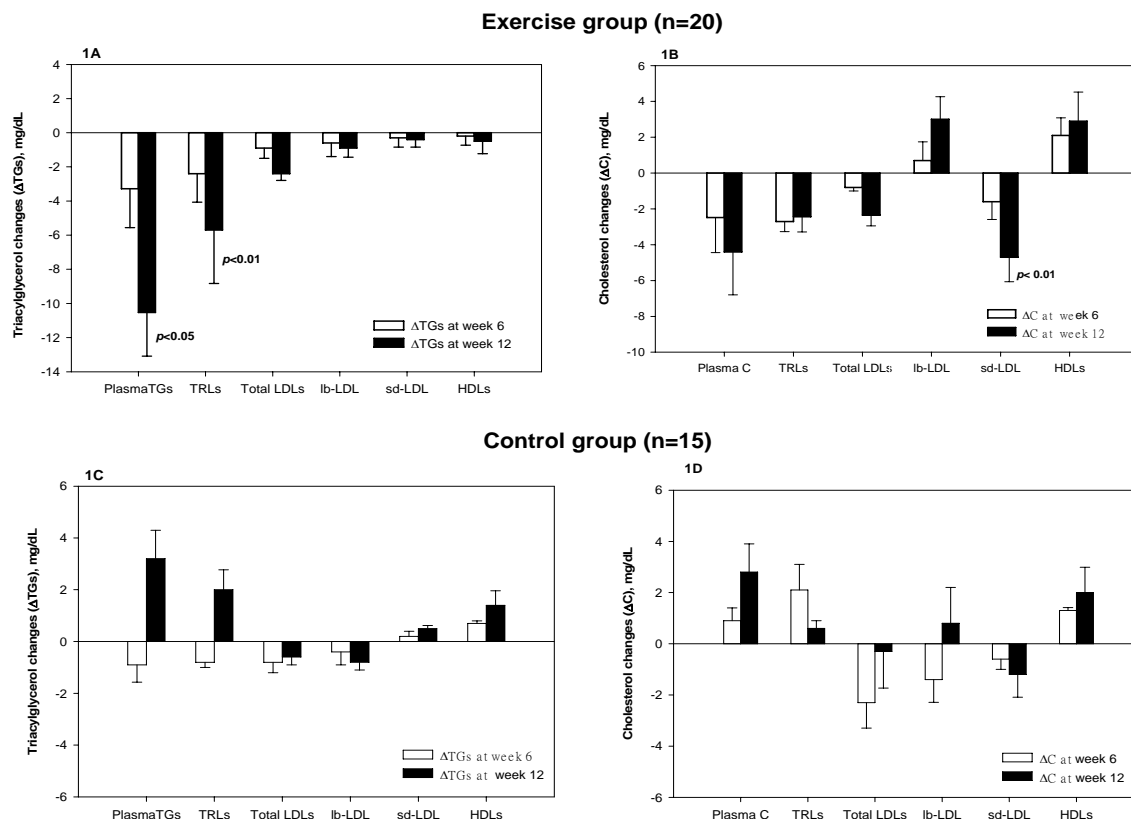 Exercise group (n=20)
1A
4
2
0
-2
-4
-6
-8
-10
-12
-14
Triacylglycerol changes (ΔTGs), mg/dL
p<0.01
p<0.05
ΔTGs at week 6
ΔTGs at week 12
PlasmaTGs TRLs Total LDLs lb-LDL sd-LDL HDLs
1B
6
4
2
0
-2
-4
-6
-8
-10
Cholesterol changes (ΔC), mg/dL
p< 0.01
ΔC at week 6
ΔC at week 12
Plasma C TRLs Total LDLs lb-LDL sd-LDL HDLs
Control group (n=15)
1C
6
4
2
0
-2
-4
-6
Triacylglycerol changes (ΔTGs), mg/dL
ΔTGs at week 6
ΔTGs at week 12
PlasmaTGs TRLs Total LDLs lb-LDL sd-LDL HDLs
1D
6
4
2
0
-2
-4
-6
Cholesterol changes (ΔC), mg/dL
ΔC at week 6
ΔC at week 12
Plasma C TRLs Total LDLs lb-LDL sd-LDL HDLs